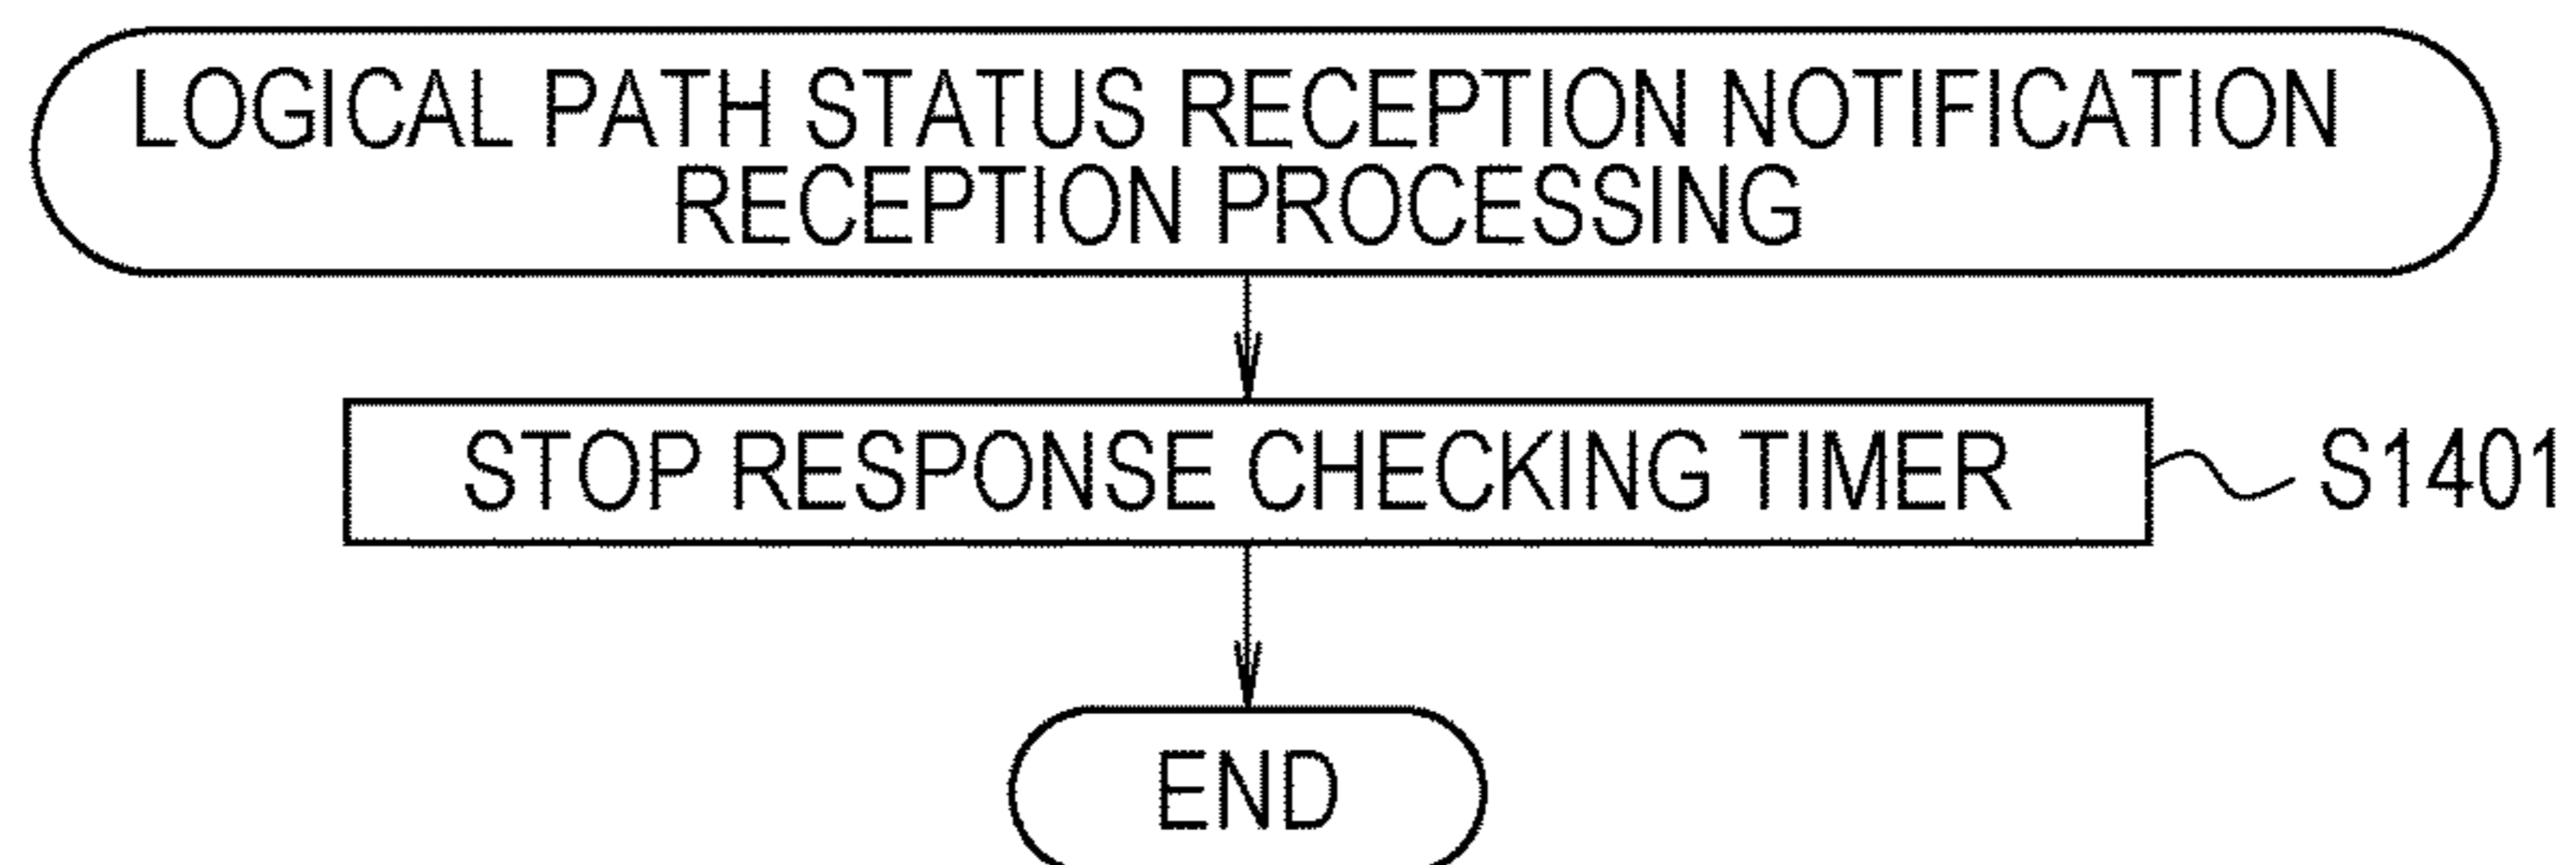 LOGICAL PATH STATUS RECEPTION NOTIFICATION
RECEPTION PROCESSING
STOP RESPONSE CHECKING TIMER
S1401
END